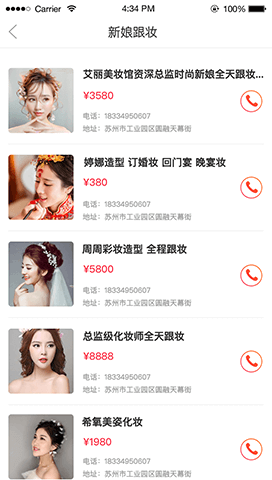 Carrier 4:34 PM 100%
新娘跟妆
艾丽美妆馆资深总监时尚新娘全天跟妆...
¥3580
电话：18334950607
地址：苏州市工业园区圆融天幕街
婷娜造型 订婚妆 回门宴 晚宴妆
¥380
电话：18334950607
地址：苏州市工业园区圆融天幕街
周周彩妆造型 全程跟妆
¥5800
电话：18334950607
地址：苏州市工业园区圆融天幕街
总监级化妆师全天跟妆
¥8888
电话：18334950607
地址：苏州市工业园区圆融天幕街
希氧美姿化妆
¥1980
电话：18334950607
地址：苏州市工业园区圆融天幕街